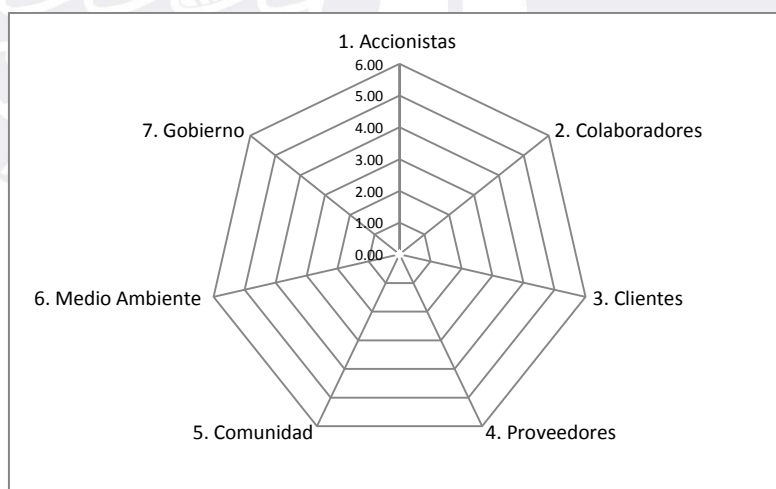 1. Accionistas
6.00
5.00
7. Gobierno
2. Colaboradores
4.00
3.00
2.00
1.00
0.00
6. Medio Ambiente
3. Clientes
5. Comunidad
4. Proveedores